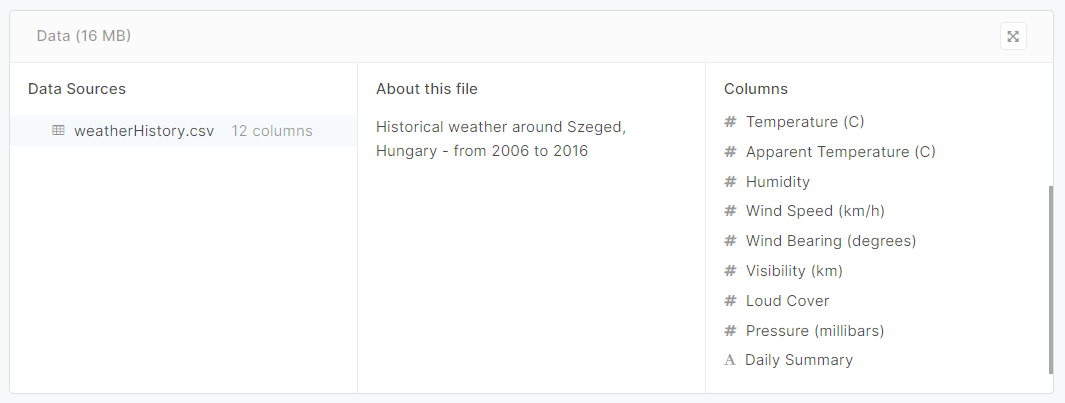 Data (16 MB)
Data Sources
weatherHistory.csv 12 columns
About this file
Historical weather around Szeged,
Hungary - from 2006 to 2016
Columns
# Temperature (C)
# Apparent Temperature (C)
# Humidity
# Wind Speed (km/h)
# Wind Bearing (degrees)
# Visibility (km)
# Loud Cover
# Pressure (millibars)
A Daily Summary